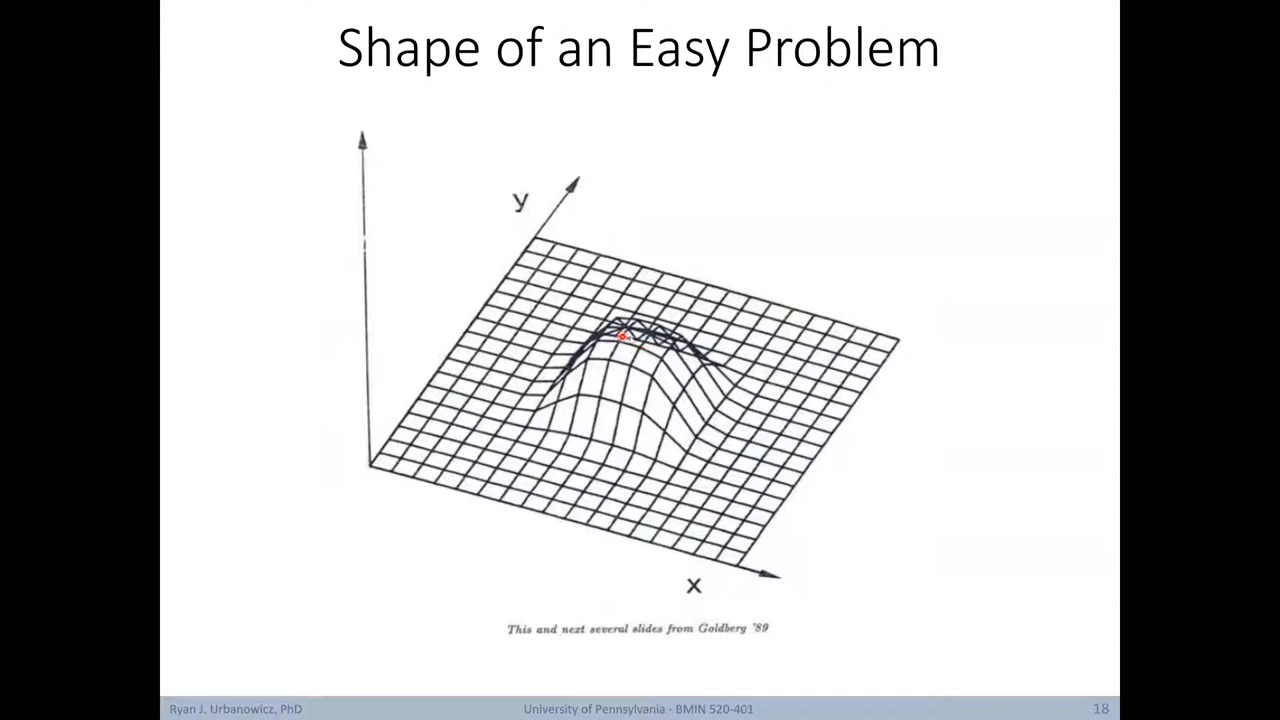 Shape of an Easy Problem
y
x
This and next several slides from Goldberg '89
Ryan J. Urbanowicz, PhD
University of Pennsylvania - BMIN 520-401
18